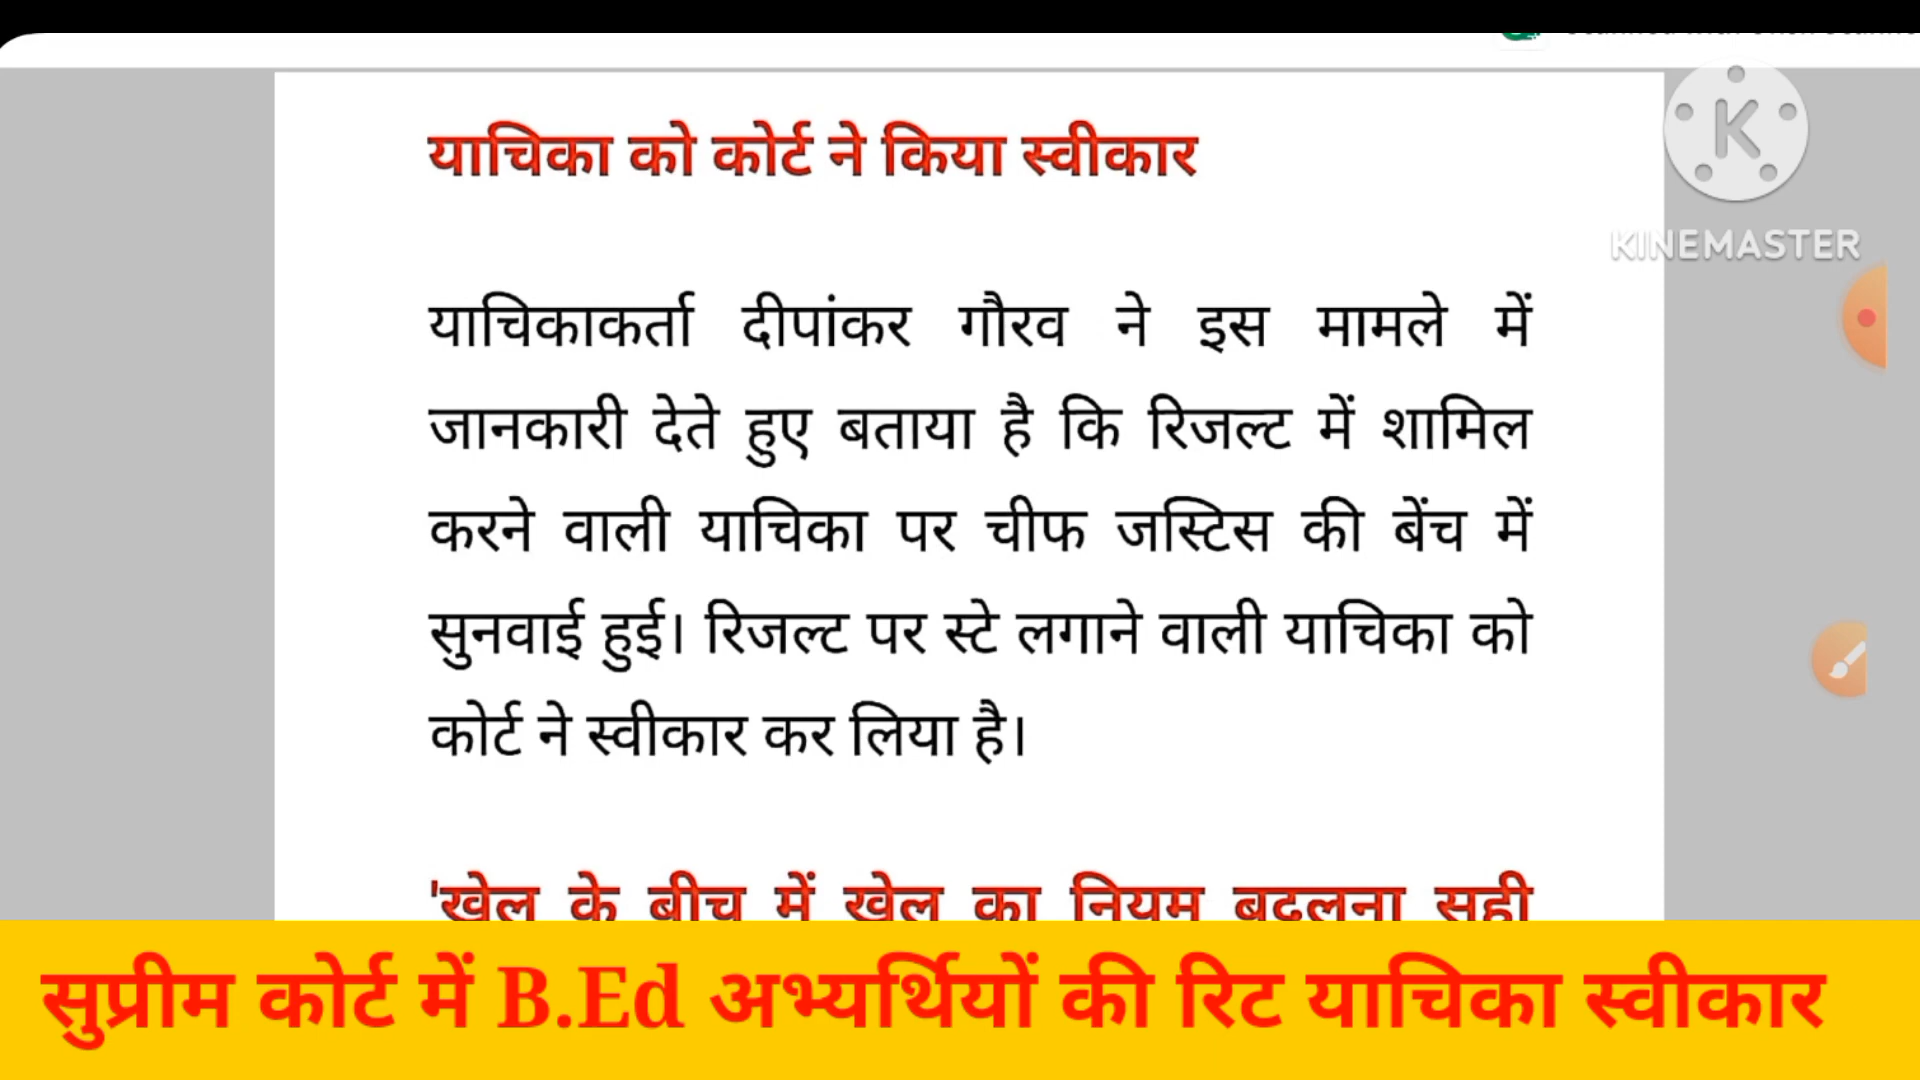 याचिका को कोर्ट ने किया स्वीकार
K
KINEMASTER
याचिकाकर्ता दीपांकर गौरव ने इस मामले में
जानकारी देते हुए बताया है कि रिजल्ट में शामिल
करने वाली याचिका पर चीफ जस्टिस की बेंच में
सुनवाई हुई। रिजल्ट पर स्टे लगाने वाली याचिका को
कोर्ट ने स्वीकार कर लिया है।
'खेल के बीच में खेल का नियम बदलना सही
सुप्रीम कोर्ट में B.Ed अभ्यर्थियों की रिट याचिका स्वीकार